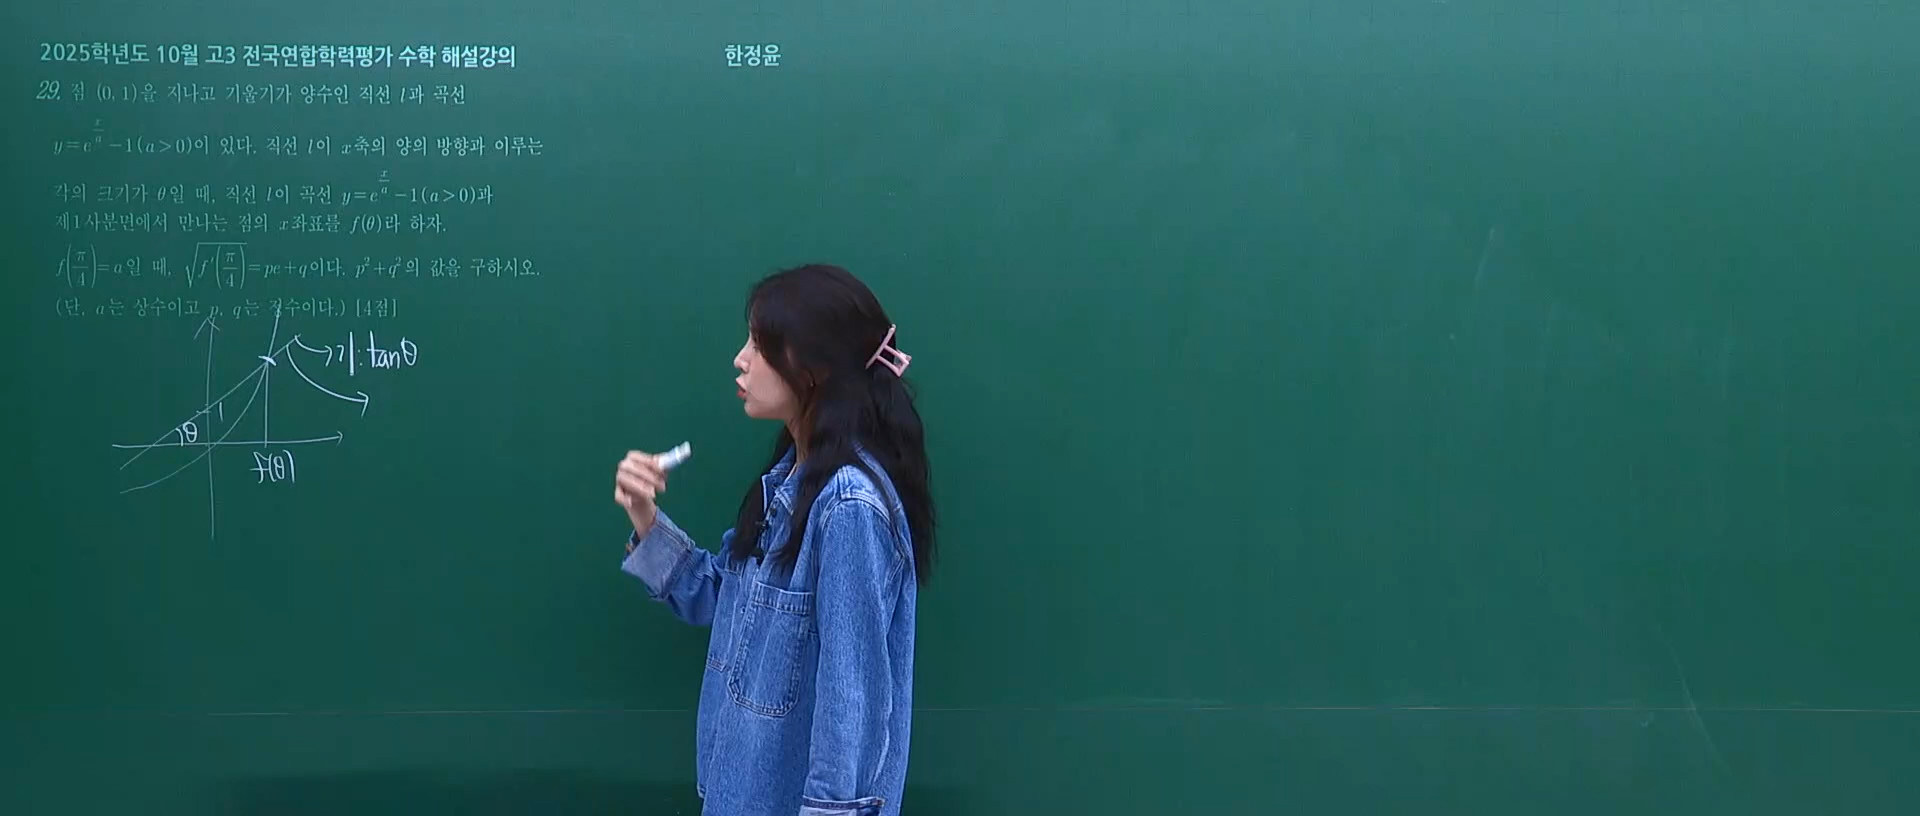 2025학년도 10월 고3 전국연합학력평가 수학 해설강의
한정윤
29. 점 (0, 1)을 지나고 기울기가 양수인 직선 l과 곡선
y=e^{x/a}-1(a>0)이 있다. 직선 l이 x축의 양의 방향과 이루는
각의 크기가 θ일 때, 직선 l이 곡선 y=e^{x/a}-1(a>0)과
제1사분면에서 만나는 점의 x좌표를 f(θ)라 하자.
f(π/4)=a일 때, √f'(π/4)=pe+q이다. p²+q²의 값을 구하시오.
(단, a는 상수이고 p, q는 정수이다.) [4점]
기:tanθ
1
θ
f(θ)